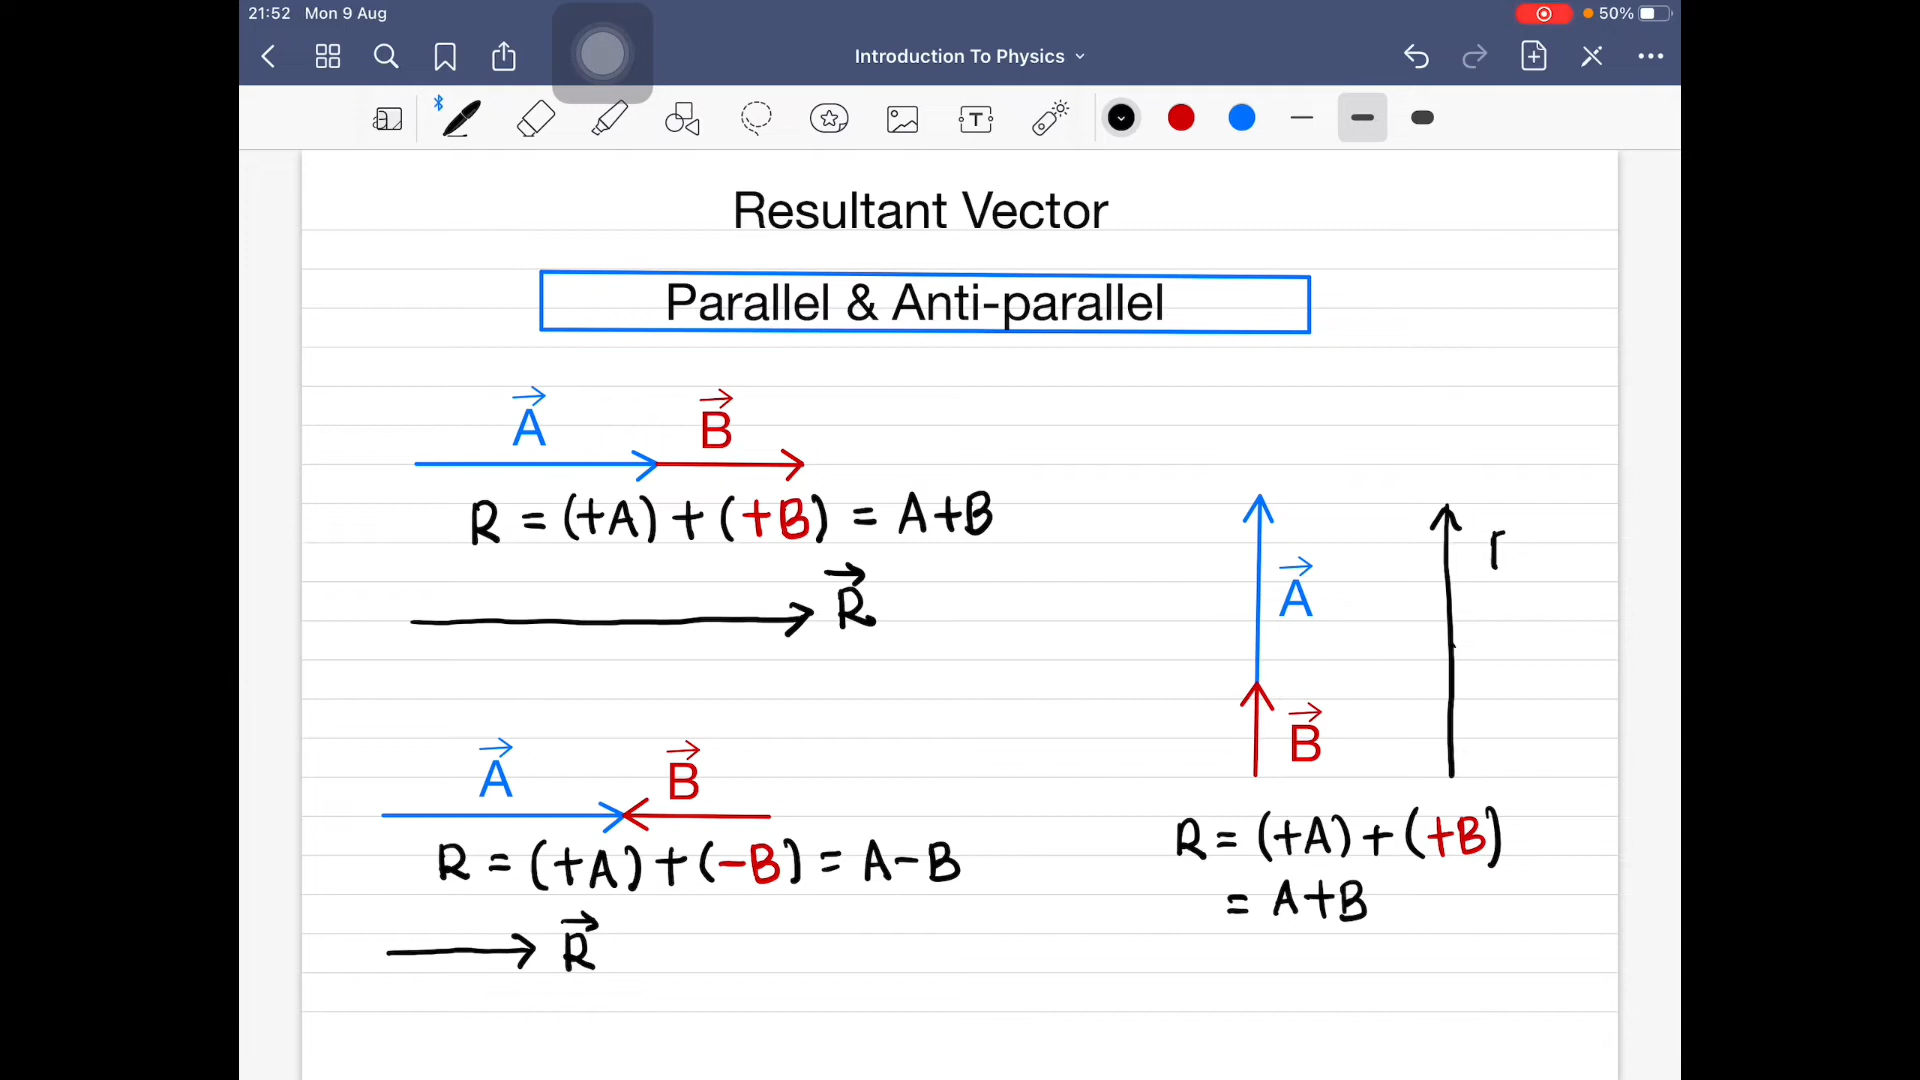 21:52 Mon 9 Aug
50%
Introduction To Physics
T
Resultant Vector
Parallel & Anti-parallel
A B
R = (+A) + (+B) = A+B
R
A B
R = (+A) + (-B) = A-B
R
A
B
r
R = (+A) + (+B)
= A+B